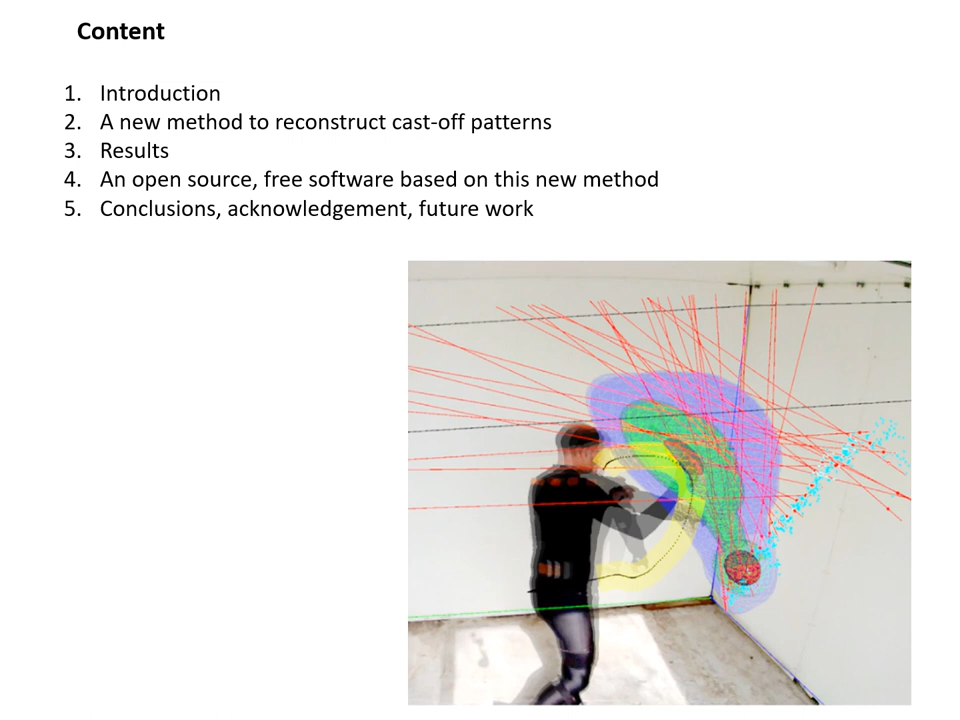 Content
1. Introduction
2. A new method to reconstruct cast-off patterns
3. Results
4. An open source, free software based on this new method
5. Conclusions, acknowledgement, future work